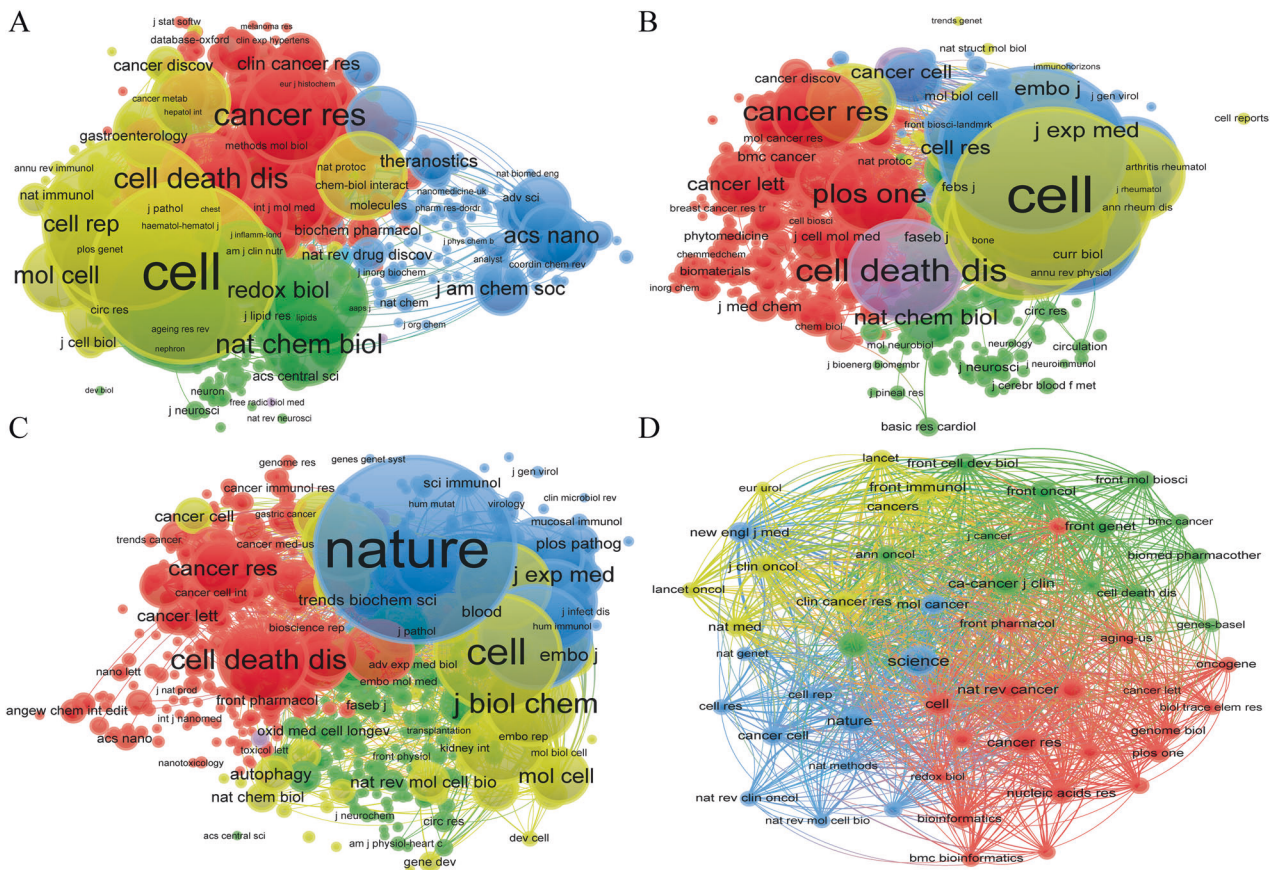 A
j stat softw
melanoma res
database-oxford
clin exp hypertens
cancer discov
clin cancer res
eur j histochem
cancer metab
hepatol int
cancer res
gastroenterology
methods mol biol
annu rev immunol
nat immunol
cell death dis
nat protoc
theranostics
chem-biol interact
nat biomed eng
nanomedicine-uk
adv sci
j pathol
chest
int j mol med
molecules
pharm res-dordr
cell rep
haematol-hematol j
j inflamm-lond
biochem pharmacol
acs nano
plos genet
am j clin nutr
nat rev drug discov
j phys chem b
analyst
coordin chem rev
mol cell
cell
redox biol
j inorg biochem
j am chem soc
circ res
j lipid res
lipids
aaps j
nat chem
ageing res rev
j org chem
j cell biol
nephron
nat chem biol
acs central sci
dev biol
neuron
free radic biol med
j neurosci
nat rev neurosci
B
trends genet
nat struct mol biol
cancer discov
cancer cell
immunohorizons
embo j
mol biol cell
j gen virol
cancer res
front biosci-landmrk
cell reports
mol cancer res
j exp med
bmc cancer
nat protoc
cell res
arthritis rheumatol
cancer lett
plos one
febs j
cell
j rheumatol
breast cancer res tr
cell biosci
ann rheum dis
phytomedicine
j cell mol med
faseb j
bone
chemmedchem
curr biol
biomaterials
cell death dis
annu rev physiol
inorg chem
j med chem
nat chem biol
circ res
chem biol
mol neurobiol
neurology
circulation
j bioenerg biomembr
j neurosci
j neuroimmunol
j cerebr blood f met
j pineal res
basic res cardiol
C
genome res
genes genet syst
j gen virol
cancer immunol res
sci immunol
hum mutat
virology
clin microbiol rev
cancer cell
gastric cancer
mucosal immunol
trends cancer
cancer med-us
nature
plos pathog
cancer res
j exp med
cancer cell int
trends biochem sci
cancer lett
blood
j infect dis
bioscience rep
j pathol
hum immunol
cell death dis
cell
embo j
adv exp med biol
nano lett
j nat prod
embo mol med
angew chem int edit
front pharmacol
faseb j
j biol chem
int j nanomed
acs nano
oxid med cell longev
transplantation
embo rep
toxicol lett
kidney int
mol biol cell
nanotoxicology
front physiol
autophagy
nat rev mol cell bio
mol cell
nat chem biol
j neurochem
circ res
acs central sci
am j physiol-heart c
dev cell
gene dev
D
lancet
front cell dev biol
eur urol
front immunol
front oncol
front mol biosci
cancers
new engl j med
front genet
bmc cancer
j cancer
ann oncol
biomed pharmacother
j clin oncol
ca-cancer j clin
lancet oncol
clin cancer res
mol cancer
cell death dis
nat med
front pharmacol
genes-basel
aging-us
nat genet
science
oncogene
cell rep
nat rev cancer
cancer lett
cell res
cell
biol trace elem res
nature
genome biol
cancer cell
cancer res
plos one
nat methods
redox biol
nucleic acids res
nat rev clin oncol
nat rev mol cell bio
bioinformatics
bmc bioinformatics